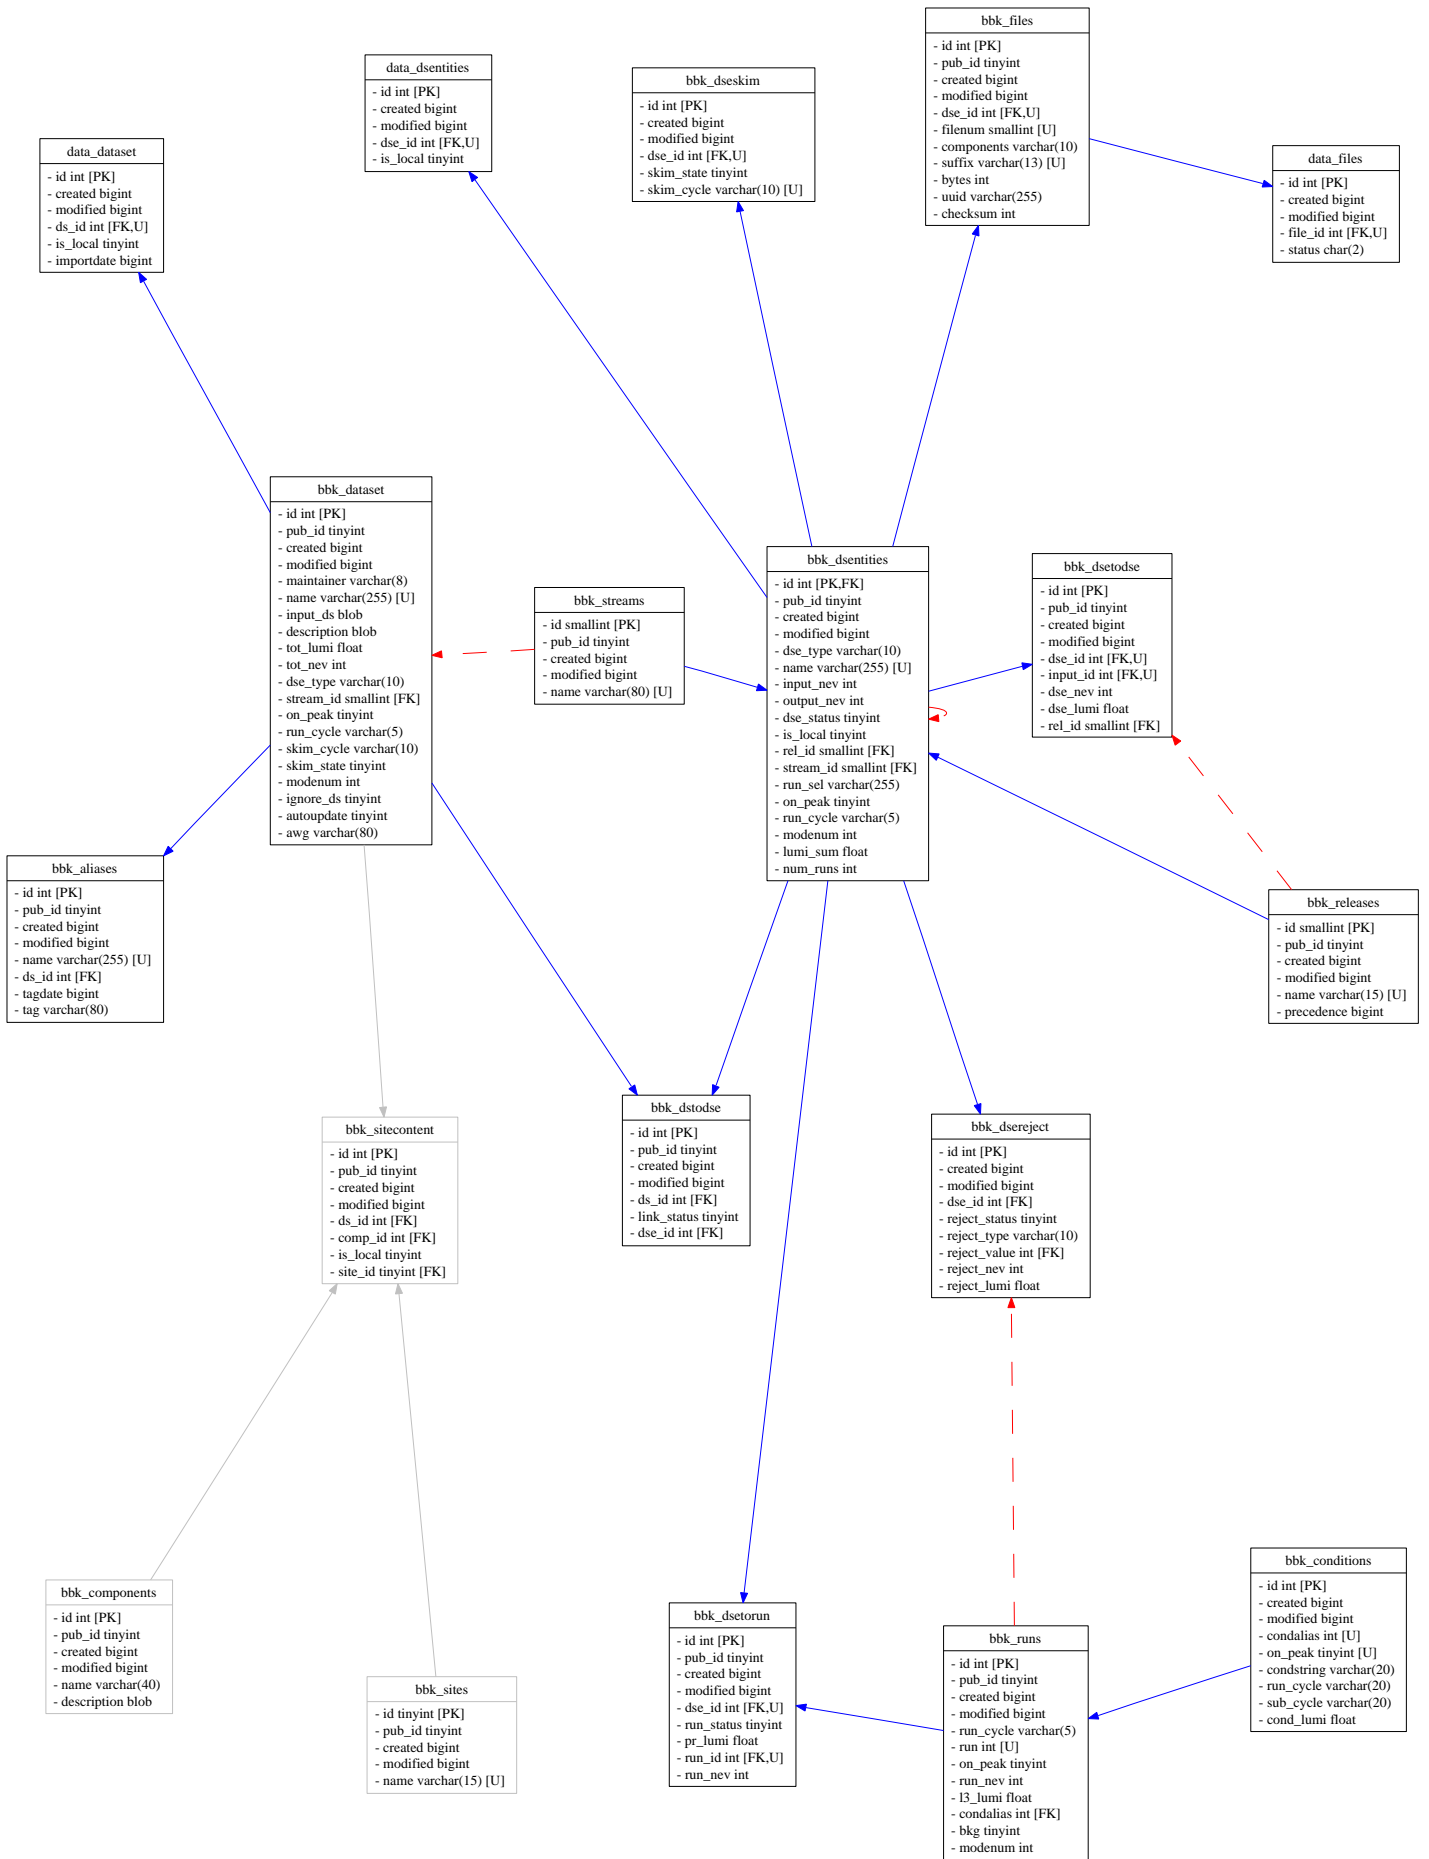 bbk_files
- id int [PK]
- pub_id tinyint
- created bigint
- modified bigint
- dse_id int [FK,U]
- filenum smallint [U]
- components varchar(10)
- suffix varchar(13) [U]
- bytes int
- uuid varchar(255)
- checksum int
data_dsentities
- id int [PK]
- created bigint
- modified bigint
- dse_id int [FK,U]
- is_local tinyint
bbk_dseskim
- id int [PK]
- created bigint
- modified bigint
- dse_id int [FK,U]
- skim_state tinyint
- skim_cycle varchar(10) [U]
data_dataset
- id int [PK]
- created bigint
- modified bigint
- ds_id int [FK,U]
- is_local tinyint
- importdate bigint
data_files
- id int [PK]
- created bigint
- modified bigint
- file_id int [FK,U]
- status char(2)
bbk_dataset
- id int [PK]
- pub_id tinyint
- created bigint
- modified bigint
- maintainer varchar(8)
- name varchar(255) [U]
- input_ds blob
- description blob
- tot_lumi float
- tot_nev int
- dse_type varchar(10)
- stream_id smallint [FK]
- on_peak tinyint
- run_cycle varchar(5)
- skim_cycle varchar(10)
- skim_state tinyint
- modenum int
- ignore_ds tinyint
- autoupdate tinyint
- awg varchar(80)
bbk_streams
- id smallint [PK]
- pub_id tinyint
- created bigint
- modified bigint
- name varchar(80) [U]
bbk_dsentities
- id int [PK,FK]
- pub_id tinyint
- created bigint
- modified bigint
- dse_type varchar(10)
- name varchar(255) [U]
- input_nev int
- output_nev int
- dse_status tinyint
- is_local tinyint
- rel_id smallint [FK]
- stream_id smallint [FK]
- run_sel varchar(255)
- on_peak tinyint
- run_cycle varchar(5)
- modenum int
- lumi_sum float
- num_runs int
bbk_dsetodse
- id int [PK]
- pub_id tinyint
- created bigint
- modified bigint
- dse_id int [FK,U]
- input_id int [FK,U]
- dse_nev int
- dse_lumi float
- rel_id smallint [FK]
bbk_aliases
- id int [PK]
- pub_id tinyint
- created bigint
- modified bigint
- name varchar(255) [U]
- ds_id int [FK]
- tagdate bigint
- tag varchar(80)
bbk_releases
- id smallint [PK]
- pub_id tinyint
- created bigint
- modified bigint
- name varchar(15) [U]
- precedence bigint
bbk_sitecontent
- id int [PK]
- pub_id tinyint
- created bigint
- modified bigint
- ds_id int [FK]
- comp_id int [FK]
- is_local tinyint
- site_id tinyint [FK]
bbk_dstodse
- id int [PK]
- pub_id tinyint
- created bigint
- modified bigint
- ds_id int [FK]
- link_status tinyint
- dse_id int [FK]
bbk_dsereject
- id int [PK]
- created bigint
- modified bigint
- dse_id int [FK]
- reject_status tinyint
- reject_type varchar(10)
- reject_value int [FK]
- reject_nev int
- reject_lumi float
bbk_components
- id int [PK]
- pub_id tinyint
- created bigint
- modified bigint
- name varchar(40)
- description blob
bbk_sites
- id tinyint [PK]
- pub_id tinyint
- created bigint
- modified bigint
- name varchar(15) [U]
bbk_dsetorun
- id int [PK]
- pub_id tinyint
- created bigint
- modified bigint
- dse_id int [FK,U]
- run_status tinyint
- pr_lumi float
- run_id int [FK,U]
- run_nev int
bbk_runs
- id int [PK]
- pub_id tinyint
- created bigint
- modified bigint
- run_cycle varchar(5)
- run int [U]
- on_peak tinyint
- run_nev int
- l3_lumi float
- condalias int [FK]
- bkg tinyint
- modenum int
bbk_conditions
- id int [PK]
- created bigint
- modified bigint
- condalias int [U]
- on_peak tinyint [U]
- condstring varchar(20)
- run_cycle varchar(20)
- sub_cycle varchar(20)
- cond_lumi float